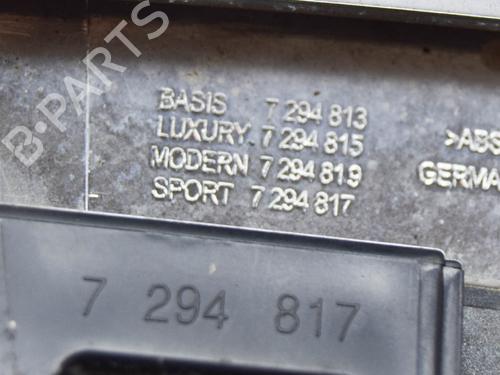 B-PARTS
BASIS 7 294 813
LUXURY 7 294 815
MODERN 7 294 819
SPORT 7 294 817
>ABS
GERMA
7 294 817